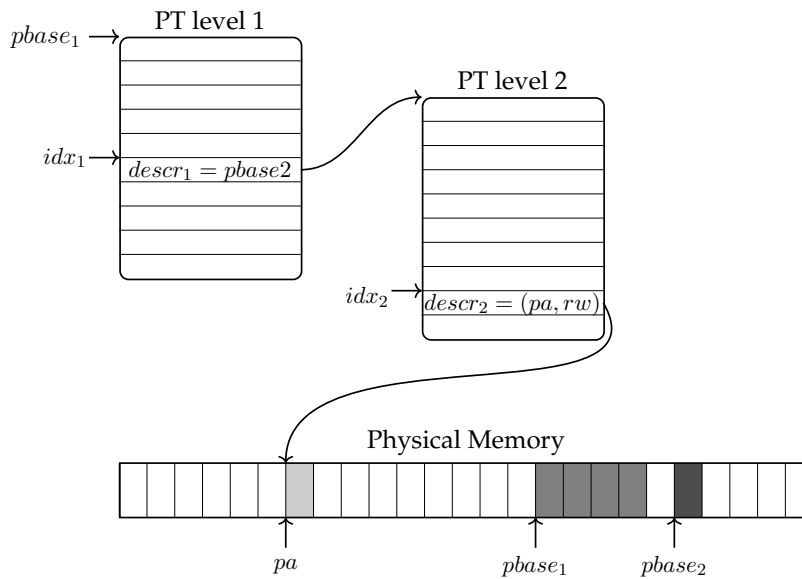 PT level 1
pbase₁
PT level 2
idx₁
descr₁ = pbase2
idx₂
descr₂ = (pa, rw)
Physical Memory
pa
pbase₁
pbase₂